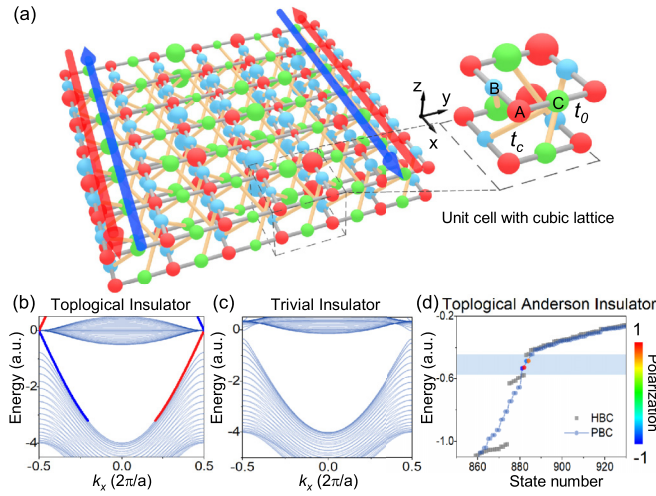 (a)
B
A
C
t0
tc
z
y
x
Unit cell with cubic lattice
(b) Toplogical Insulator
(c) Trivial Insulator
(d) Toplogical Anderson Insulator
Energy (a.u.)
0
-2
-4
-0.5 0.0 0.5
kx (2π/a)
Energy (a.u.)
0
-2
-4
-0.5 0.0 0.5
kx (2π/a)
Energy (a.u.)
-0.2
-0.6
-1.0
HBC
PBC
860 880 900 920
State number
1
-1
Polarization